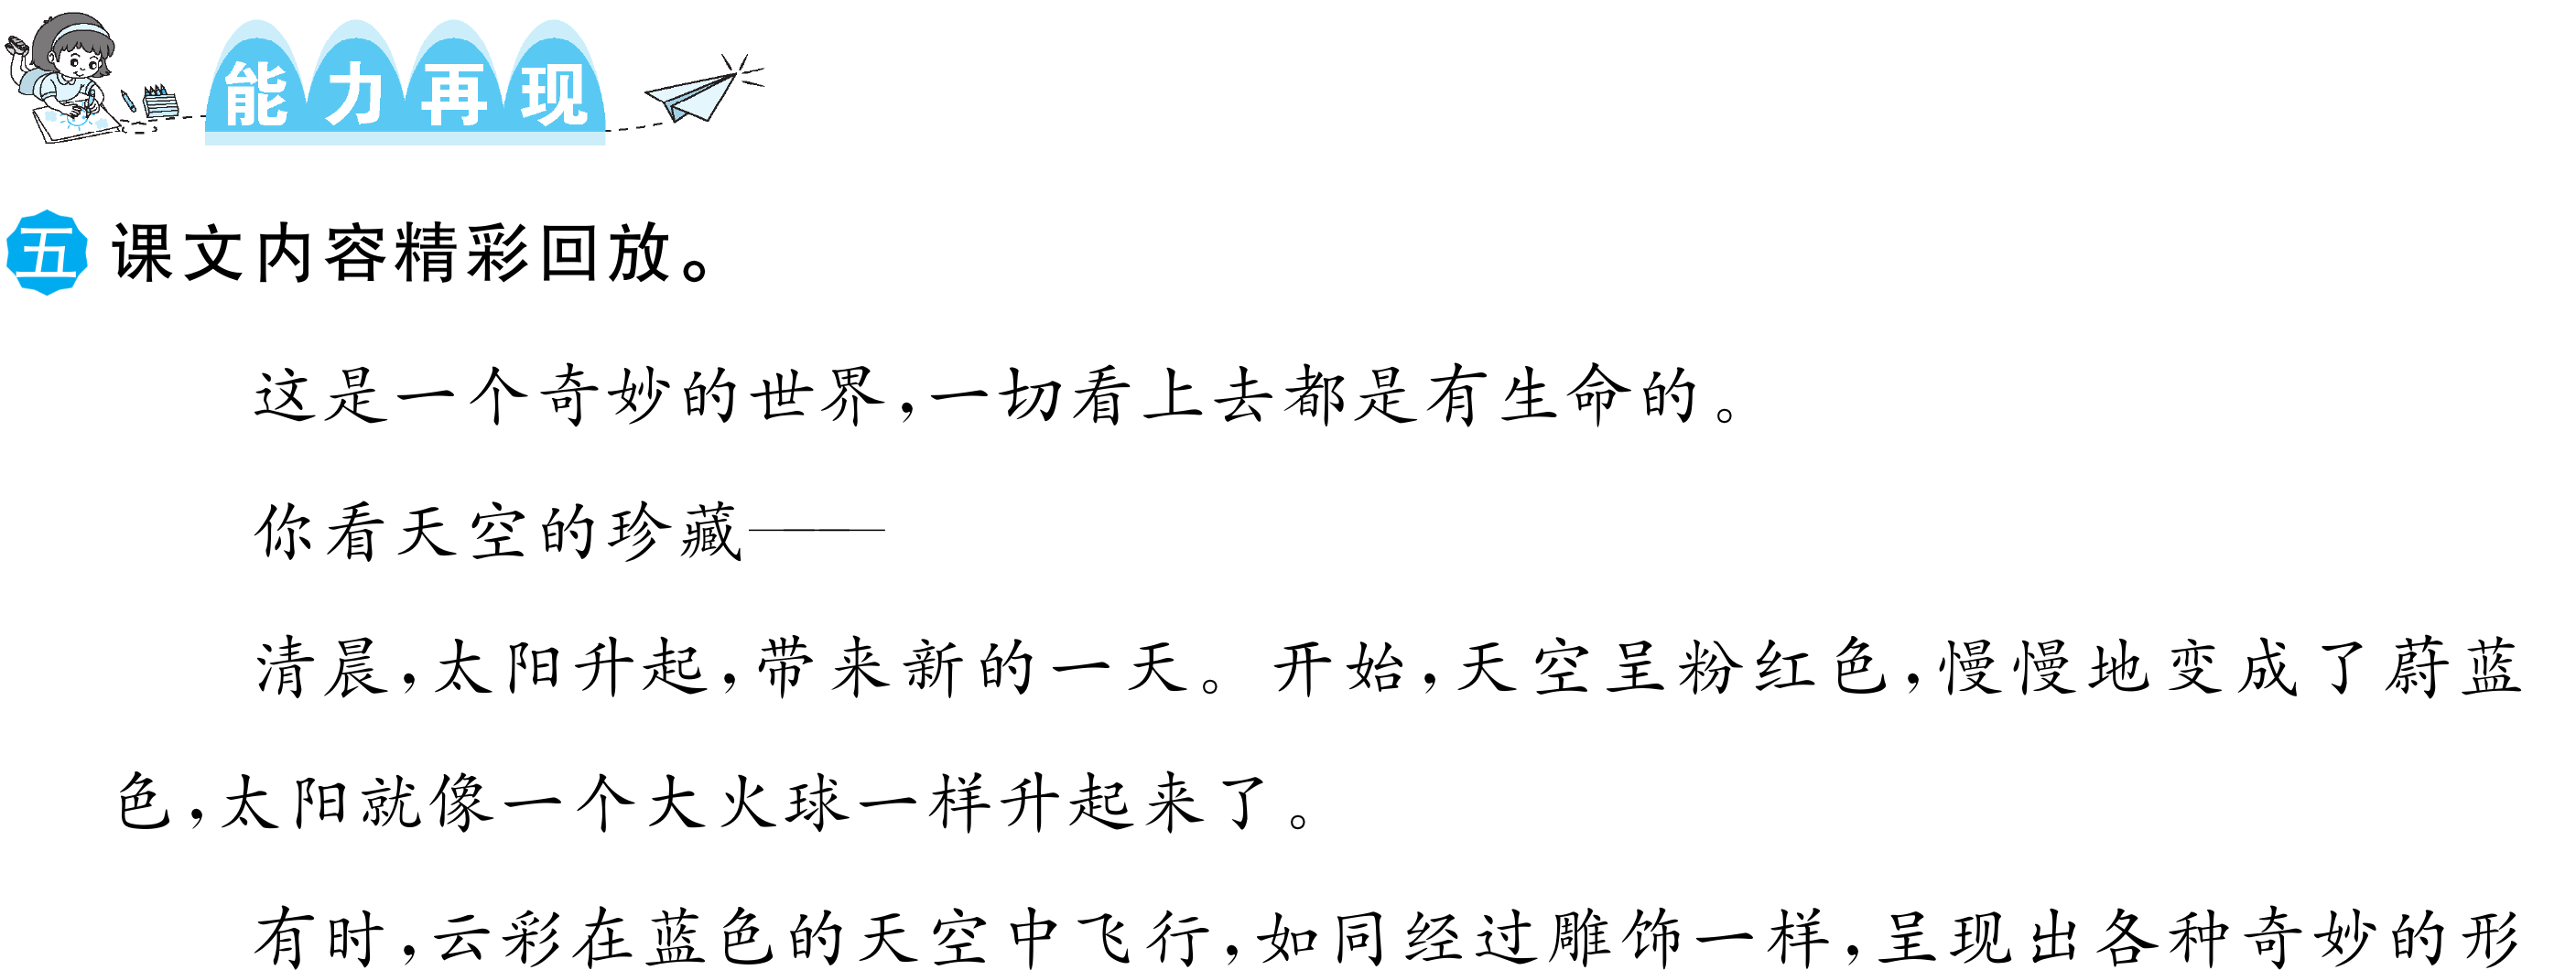 能力再现
五 课文内容精彩回放。
这是一个奇妙的世界,一切看上去都是有生命的。
你看天空的珍藏——
清晨,太阳升起,带来新的一天。开始,天空呈粉红色,慢慢地变成了蔚蓝
色,太阳就像一个大火球一样升起来了。
有时,云彩在蓝色的天空中飞行,如同经过雕饰一样,呈现出各种奇妙的形